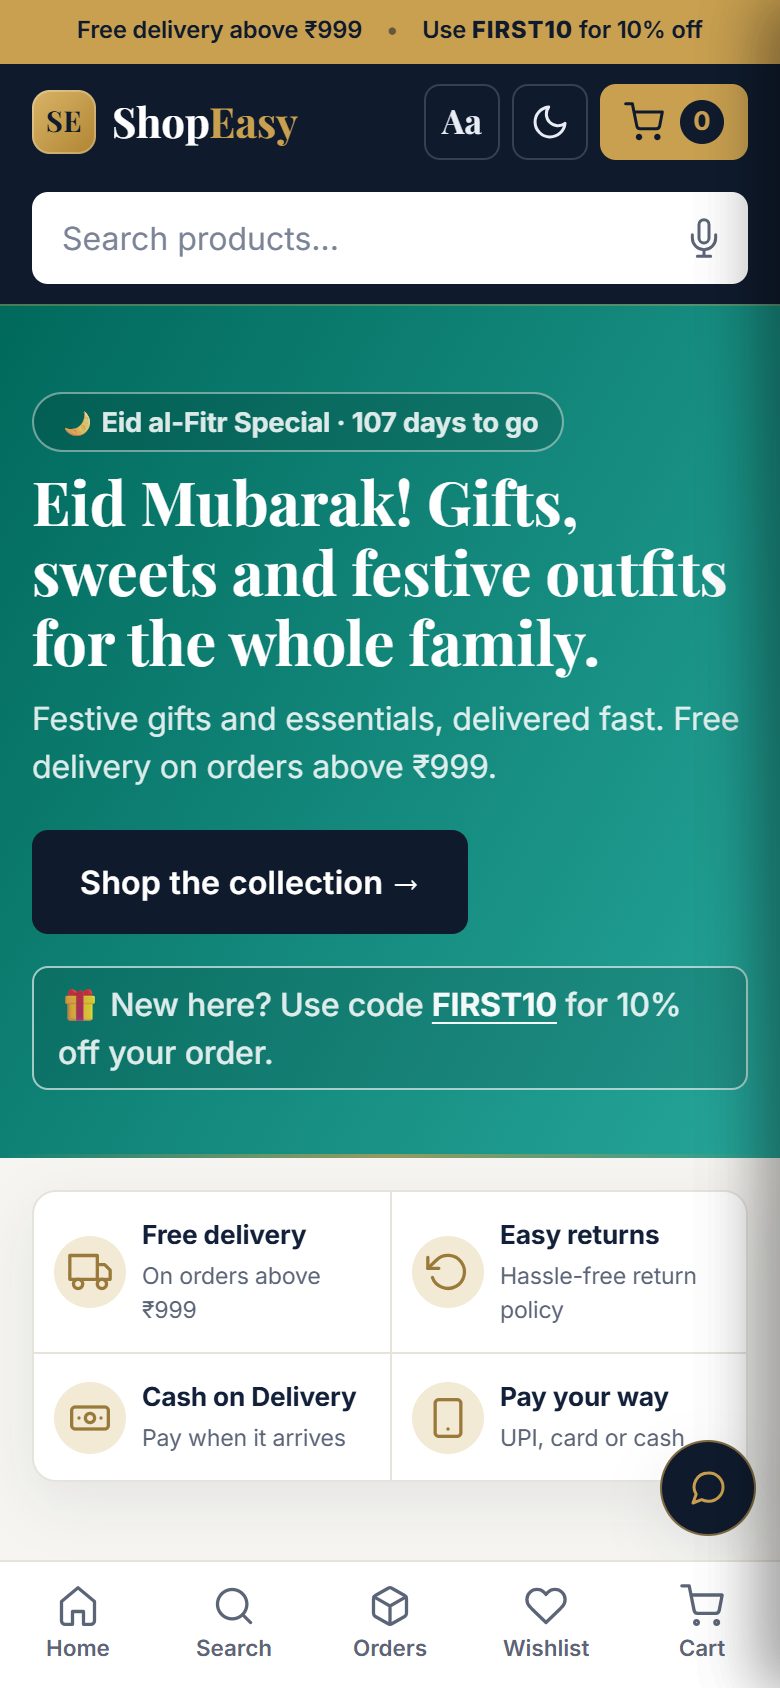 Free delivery above ₹999 • Use FIRST10 for 10% off
SE ShopEasy Aa 0
Search products...
🌙 Eid al-Fitr Special · 107 days to go
Eid Mubarak! Gifts,
sweets and festive outfits
for the whole family.
Festive gifts and essentials, delivered fast. Free
delivery on orders above ₹999.
Shop the collection →
🎁 New here? Use code FIRST10 for 10%
off your order.
Free delivery
On orders above
₹999
Easy returns
Hassle-free return
policy
Cash on Delivery
Pay when it arrives
Pay your way
UPI, card or cash
Home Search Orders Wishlist Cart